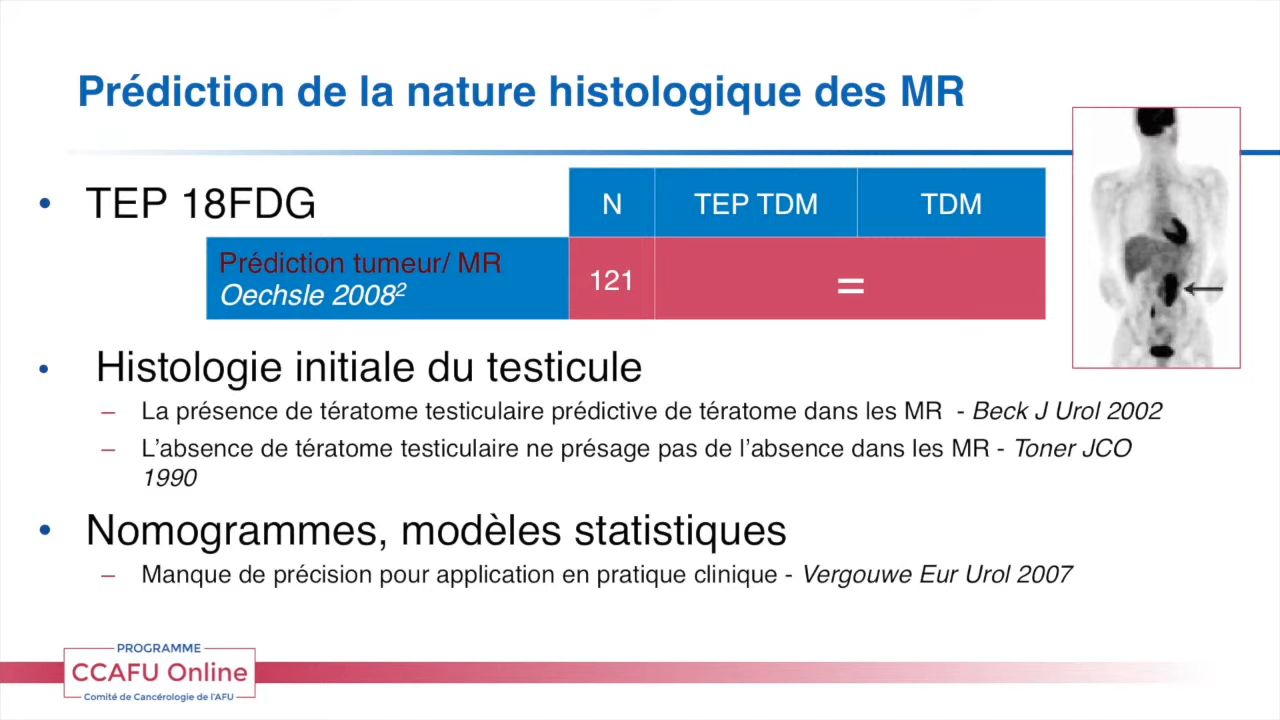 Prédiction de la nature histologique des MR
• TEP 18FDG
N TEP TDM TDM
Prédiction tumeur/ MR
Oechsle 2008²
121 =
• Histologie initiale du testicule
– La présence de tératome testiculaire prédictive de tératome dans les MR - Beck J Urol 2002
– L'absence de tératome testiculaire ne présage pas de l'absence dans les MR - Toner JCO
1990
• Nomogrammes, modèles statistiques
– Manque de précision pour application en pratique clinique - Vergouwe Eur Urol 2007
PROGRAMME
CCAFU Online
Comité de Cancérologie de l'AFU